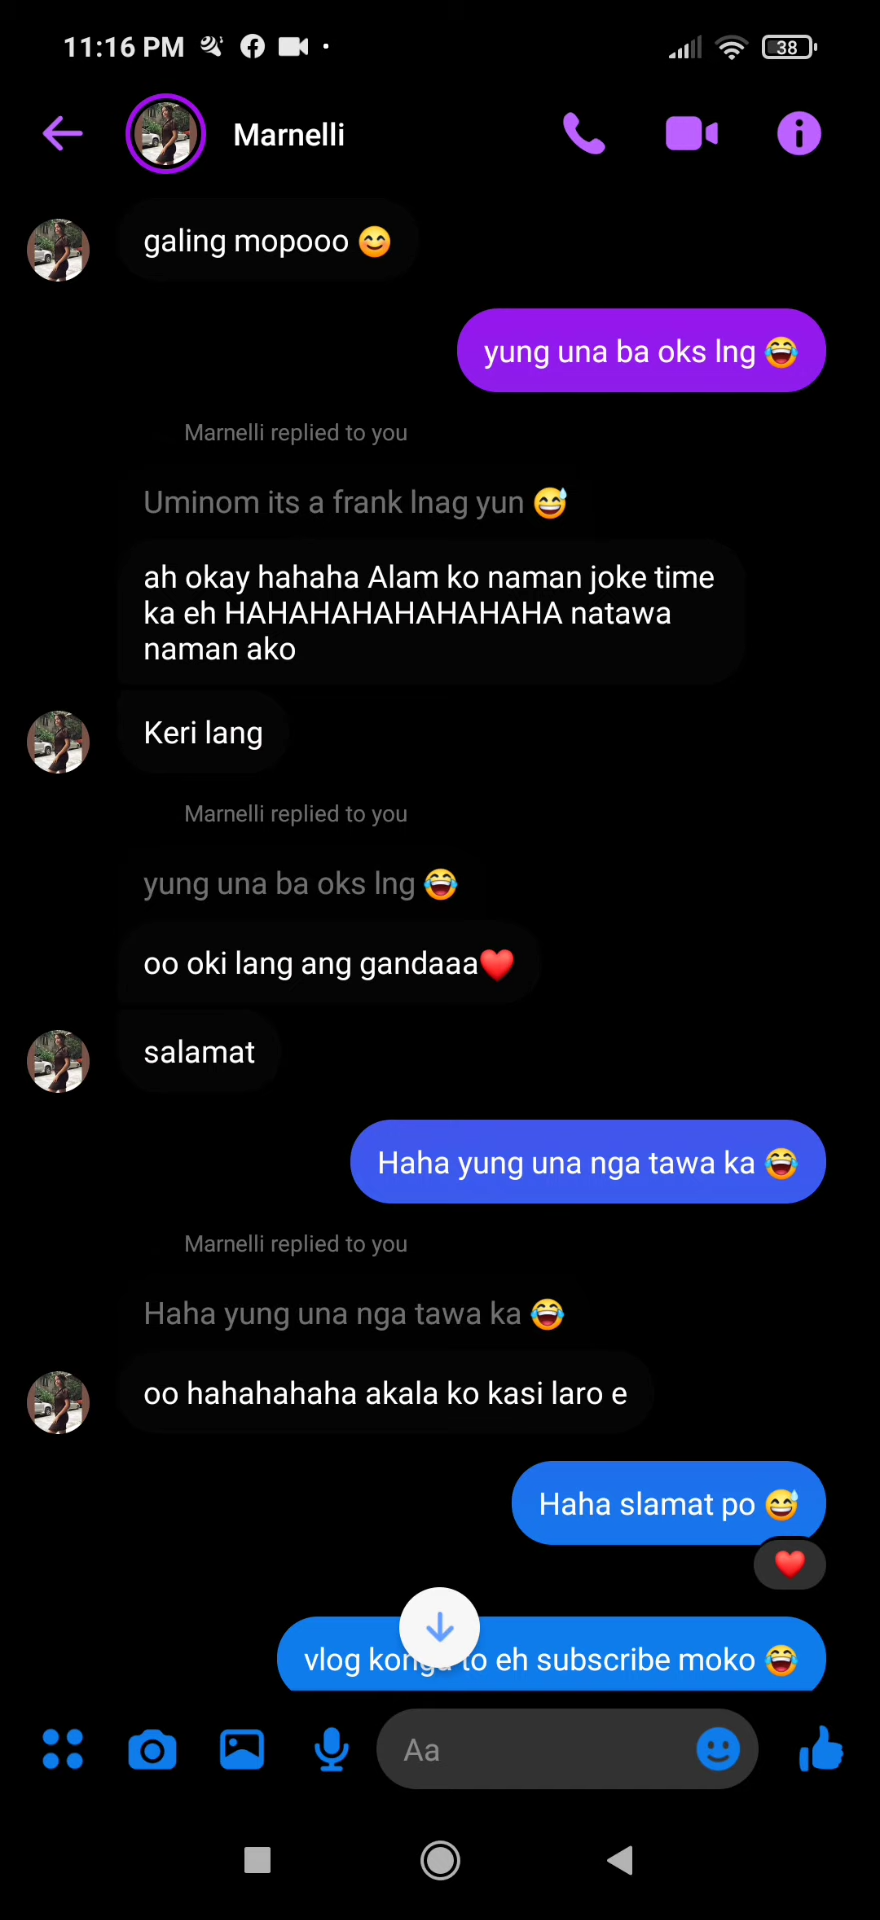 11:16 PM
38
Marnelli
galing mopooo 😊
yung una ba oks lng 😂
Marnelli replied to you
Uminom its a frank lnag yun 😅
ah okay hahaha Alam ko naman joke time
ka eh HAHAHAHAHAHAHAHA natawa
naman ako
Keri lang
Marnelli replied to you
yung una ba oks lng 😂
oo oki lang ang gandaaa❤️
salamat
Haha yung una nga tawa ka 😂
Marnelli replied to you
Haha yung una nga tawa ka 😂
oo hahahahaha akala ko kasi laro e
Haha slamat po 😅
vlog to eh subscribe moko 😂
Aa